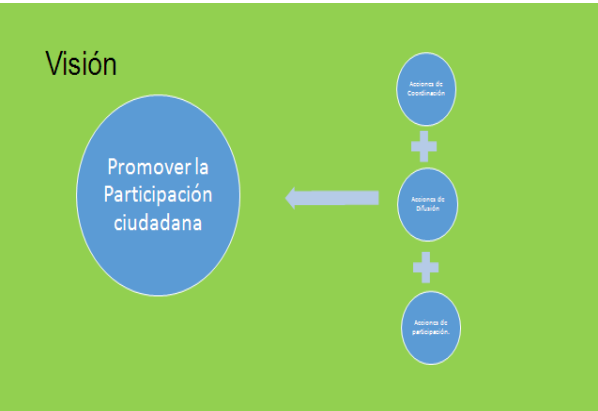 Visión
Promover la
Participación
ciudadana
Acciones de
Coordinación
Acciones de
Difusión
Acciones de
participación.